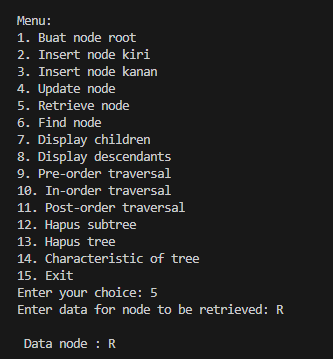 Menu:
1. Buat node root
2. Insert node kiri
3. Insert node kanan
4. Update node
5. Retrieve node
6. Find node
7. Display children
8. Display descendants
9. Pre-order traversal
10. In-order traversal
11. Post-order traversal
12. Hapus subtree
13. Hapus tree
14. Characteristic of tree
15. Exit
Enter your choice: 5
Enter data for node to be retrieved: R
Data node : R